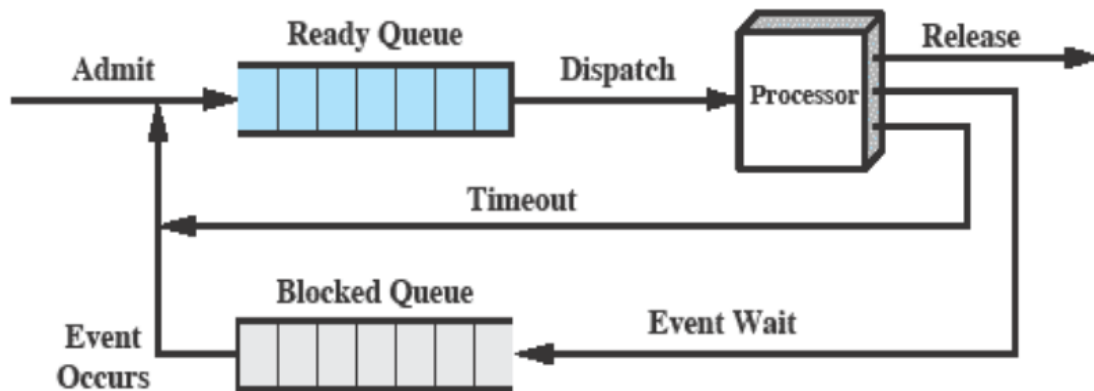 Ready Queue
Release
Admit
Dispatch
Processor
Timeout
Blocked Queue
Event Wait
Event
Occurs